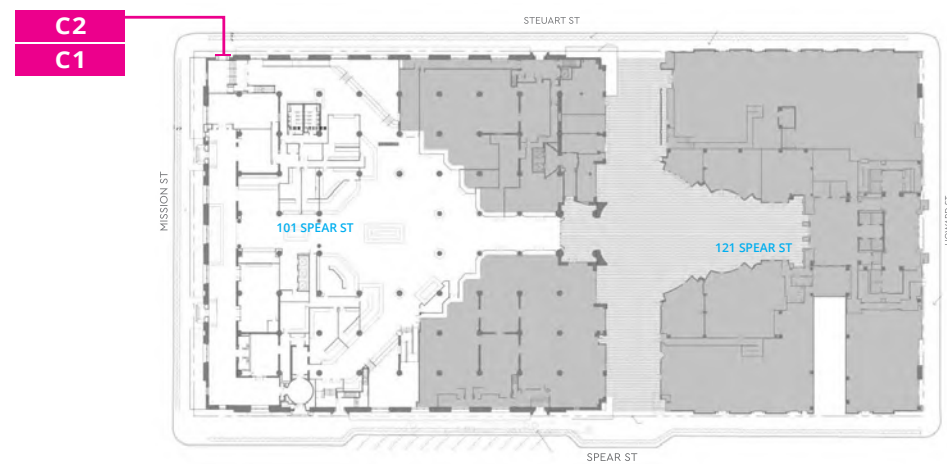 C2
C1
STEUART ST
MISSION ST
101 SPEAR ST
121 SPEAR ST
HOWARD ST
SPEAR ST